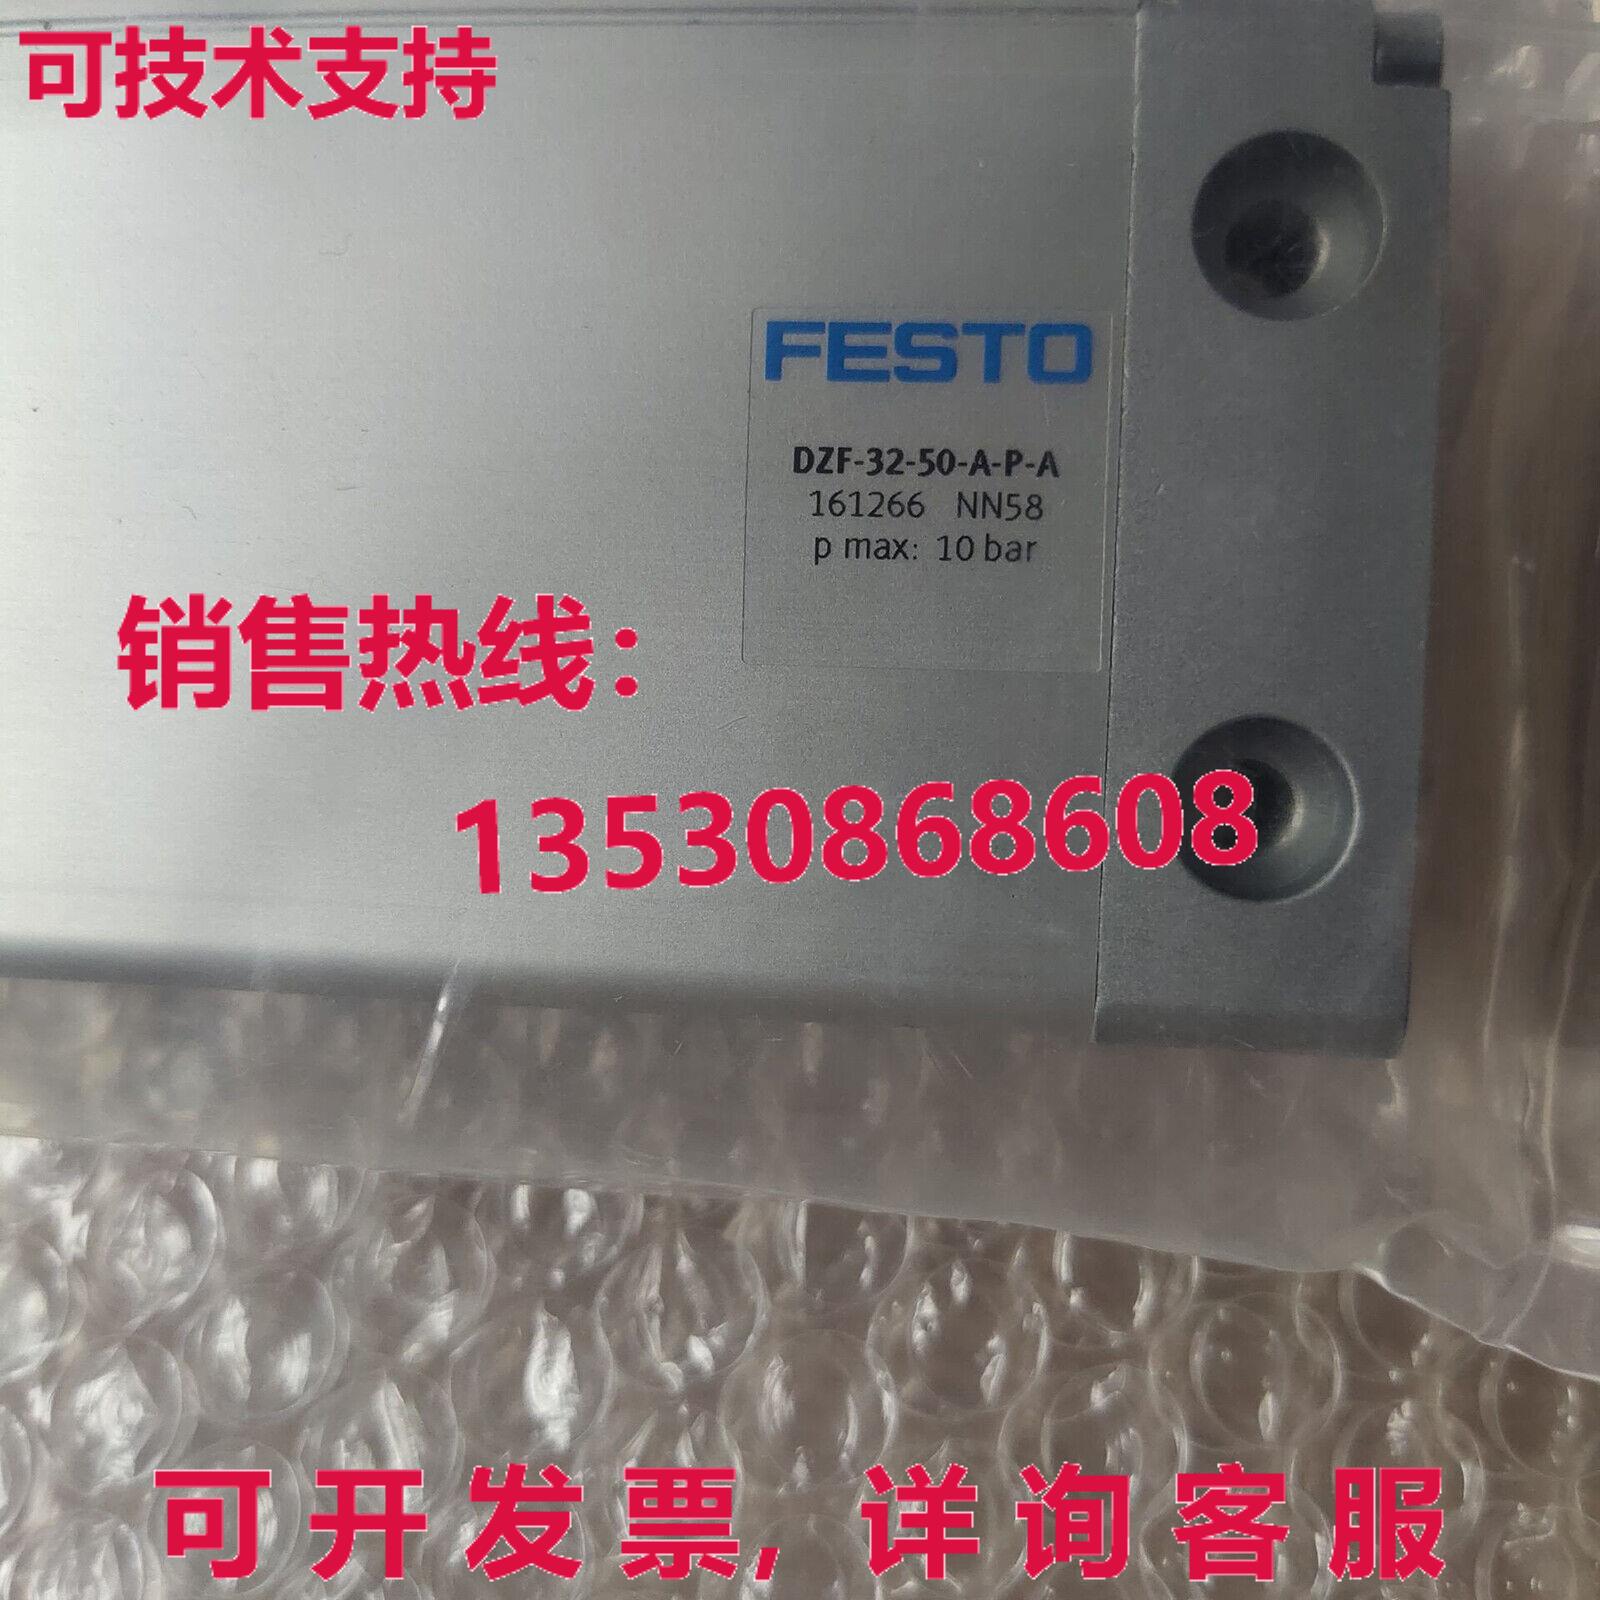 可技术支持
FESTO
DZF-32-50-A-P-A
161266 NN58
p max: 10 bar
销售热线:
13530868608
可开发票, 详询客服